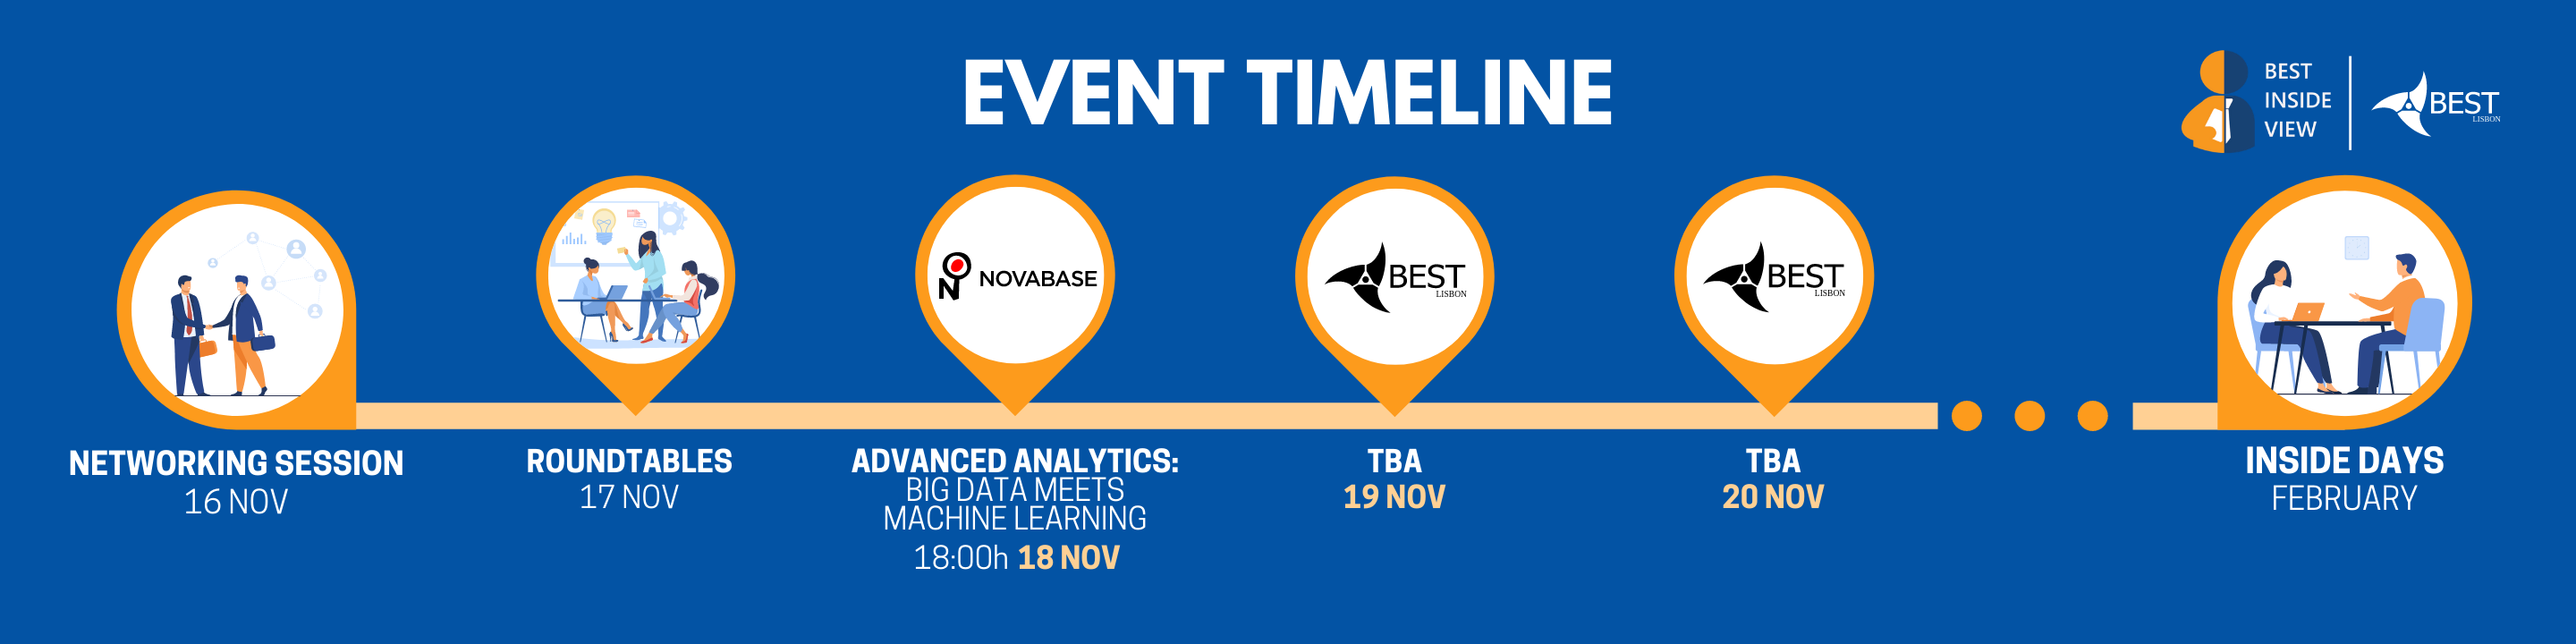 EVENT TIMELINE
BEST
INSIDE
VIEW
BEST
LISBON
NOVABASE
BEST
LISBON
BEST
LISBON
NETWORKING SESSION
16 NOV
ROUNDTABLES
17 NOV
ADVANCED ANALYTICS:
BIG DATA MEETS
MACHINE LEARNING
18:00h 18 NOV
TBA
19 NOV
TBA
20 NOV
INSIDE DAYS
FEBRUARY